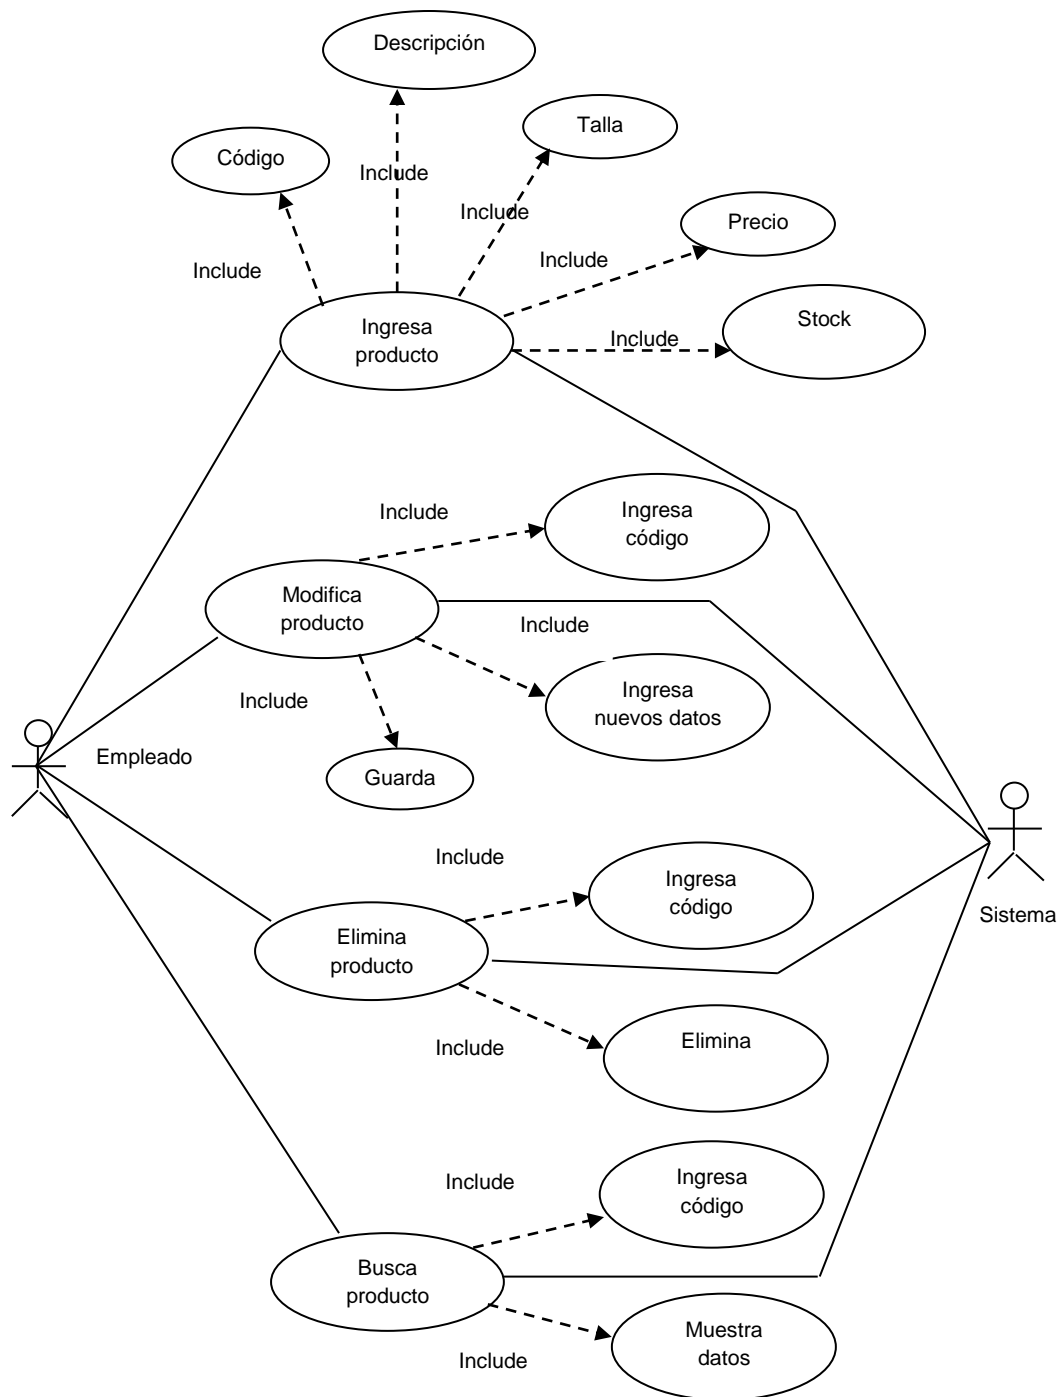 Descripción
Talla
Código
Include
Include
Precio
Include
Include
Include
Stock
Ingresa
producto
Include
Ingresa
código
Modifica
producto
Include
Include
Ingresa
nuevos datos
Empleado
Guarda
Include
Ingresa
código
Sistema
Elimina
producto
Include
Elimina
Include
Ingresa
código
Busca
producto
Include
Muestra
datos